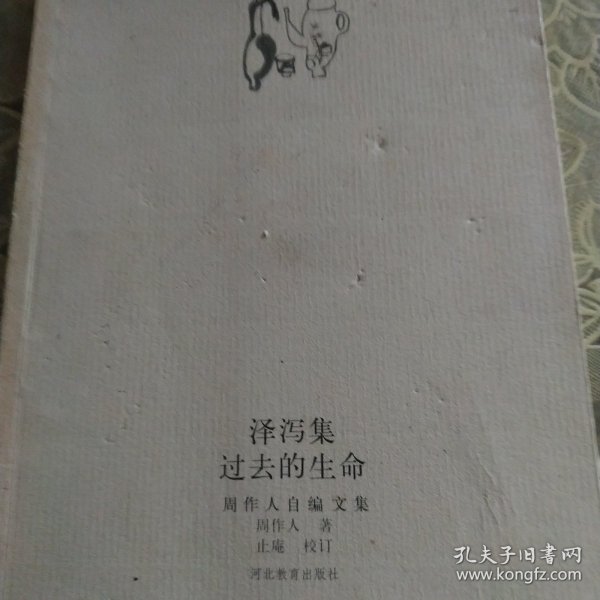 泽泻集
过去的生命
周作人自编文集
周作人 著
止庵 校订
河北教育出版社
孔夫子旧书网
www.kongfz.com